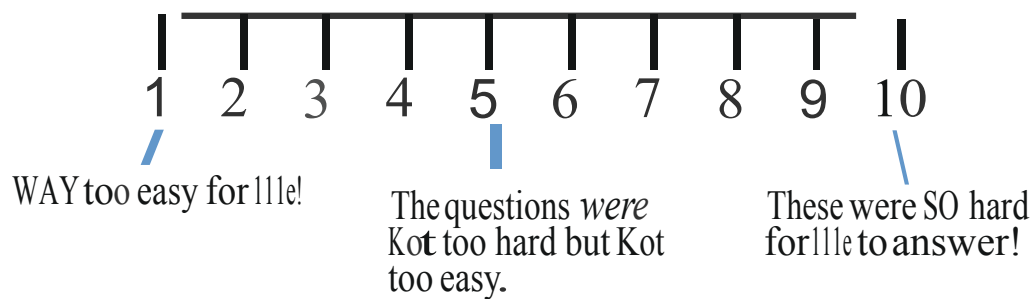 1 2 3 4 5 6 7 8 9 10
WAY too easy for 111e!
The questions were
Kot too hard but Kot
too easy.
These were SO hard
for 111e to answer!